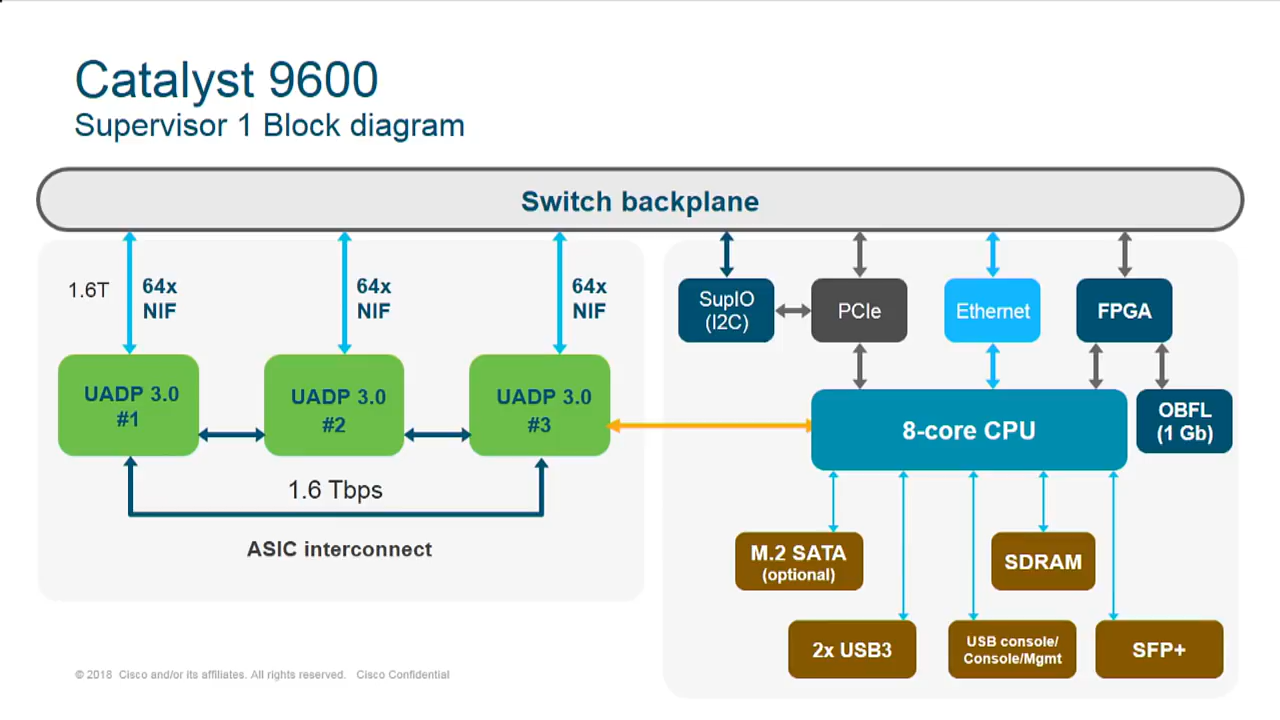 Catalyst 9600
Supervisor 1 Block diagram
Switch backplane
1.6T
64x
NIF
64x
NIF
64x
NIF
SupIO
(I2C)
PCIe
Ethernet
FPGA
UADP 3.0
#1
UADP 3.0
#2
UADP 3.0
#3
8-core CPU
OBFL
(1 Gb)
1.6 Tbps
ASIC interconnect
M.2 SATA
(optional)
SDRAM
2x USB3
USB console/
Console/Mgmt
SFP+
© 2018 Cisco and/or its affiliates. All rights reserved. Cisco Confidential